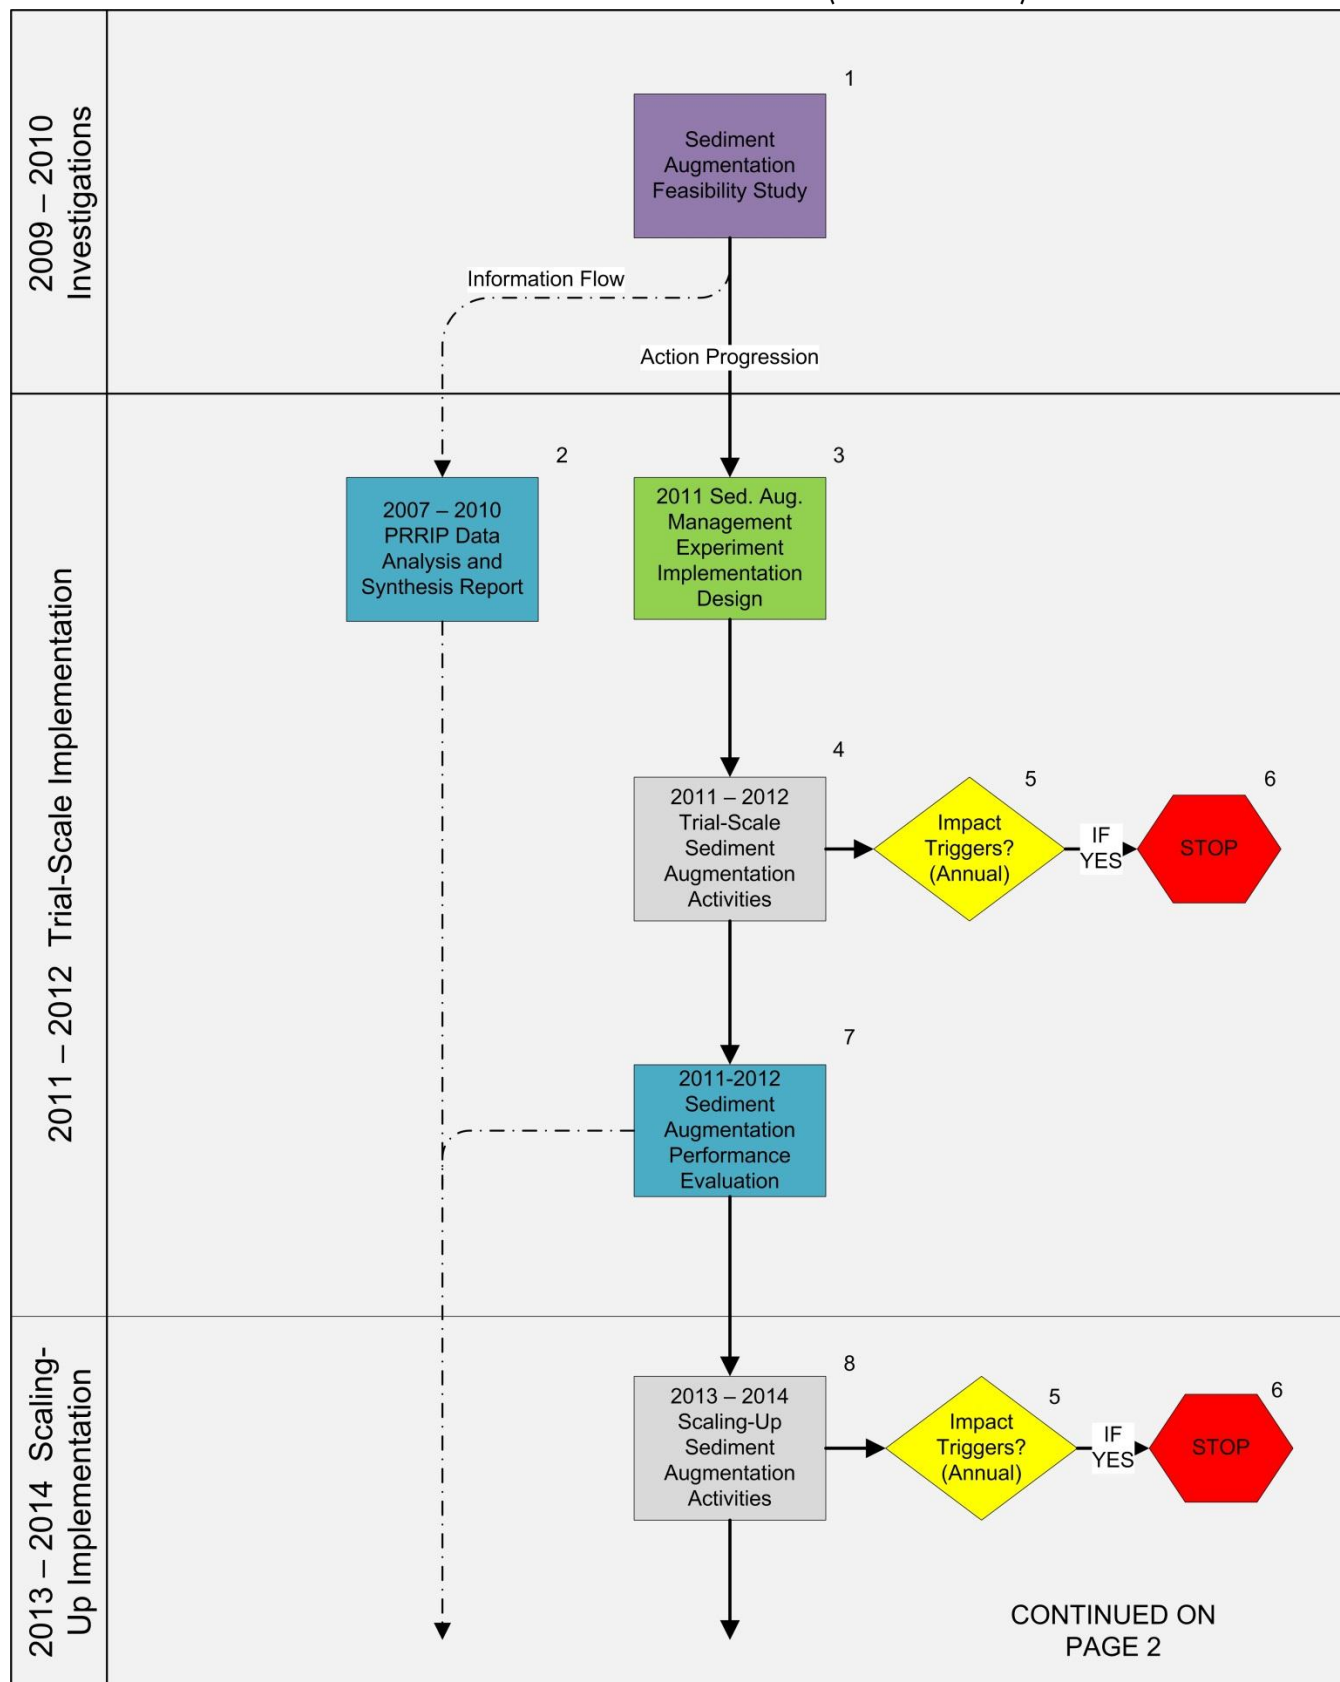 2009 – 2010
Investigations
1
Sediment
Augmentation
Feasibility Study
Information Flow
Action Progression
2011 – 2012  Trial-Scale Implementation
2
2007 – 2010
PRRIP Data
Analysis and
Synthesis Report
3
2011 Sed. Aug.
Management
Experiment
Implementation
Design
4
2011 – 2012
Trial-Scale
Sediment
Augmentation
Activities
5
Impact
Triggers?
(Annual)
IF
YES
6
STOP
7
2011-2012
Sediment
Augmentation
Performance
Evaluation
2013 – 2014  Scaling-
Up Implementation
8
2013 – 2014
Scaling-Up
Sediment
Augmentation
Activities
5
Impact
Triggers?
(Annual)
IF
YES
6
STOP
CONTINUED ON
PAGE 2